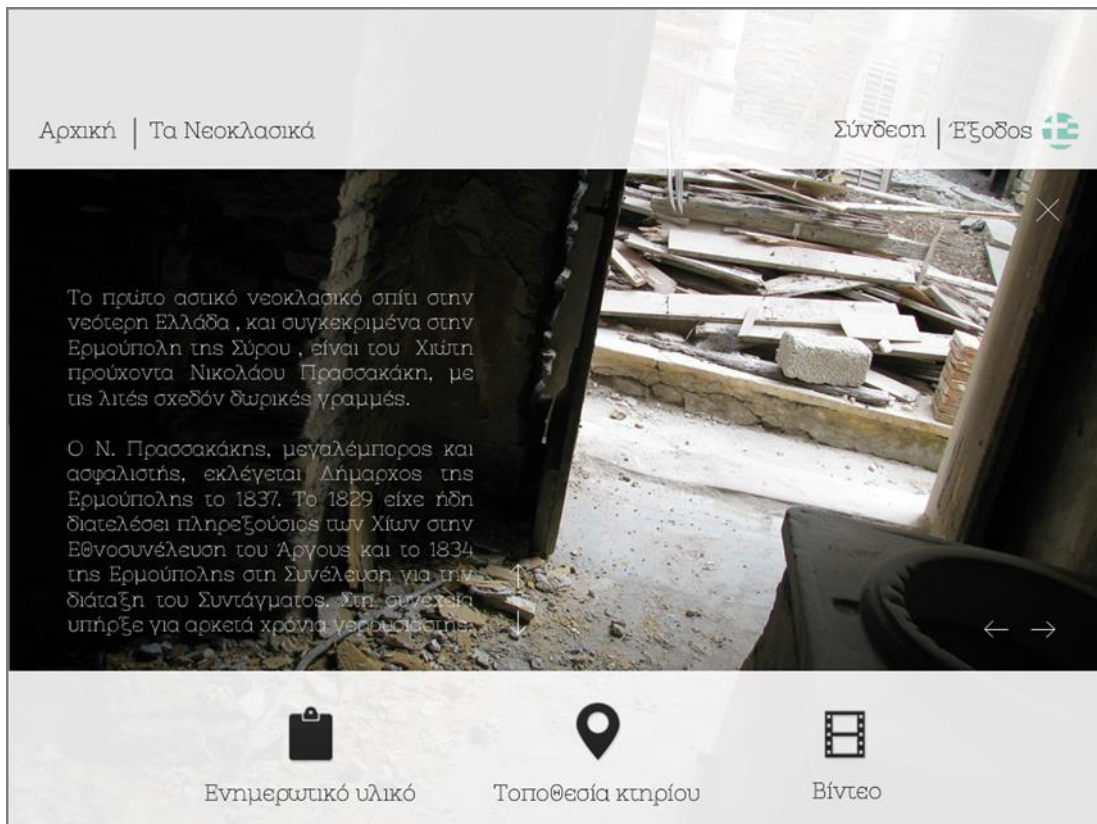 Αρχική | Τα Νεοκλασικά
Σύνδεση | Έξοδος
Το πρώτο αστικό νεοκλασικό σπίτι στην
νεότερη Ελλάδα , και συγκεκριμένα στην
Ερμούπολη της Σύρου , είναι του Χιώτη
προύχοντα Νικολάου Πρασσακάκη, με
τις λιτές σχεδόν δωρικές γραμμές.
Ο Ν. Πρασσακάκης, μεγαλέμπορος και
ασφαλιστής, εκλέγεται Δήμαρχος της
Ερμούπολης το 1837. Το 1829 είχε ήδη
διατελέσει πληρεξούσιος των Χίων στην
Εθνοσυνέλευση του Άργους και το 1834
της Ερμούπολης στη Συνέλευση για την
διάταξη του Συντάγματος. Στη συνέχεια
υπήρξε για αρκετά χρόνια γερουσιαστής.
Ενημερωτικό υλικό
Τοποθεσία κτηρίου
Βίντεο